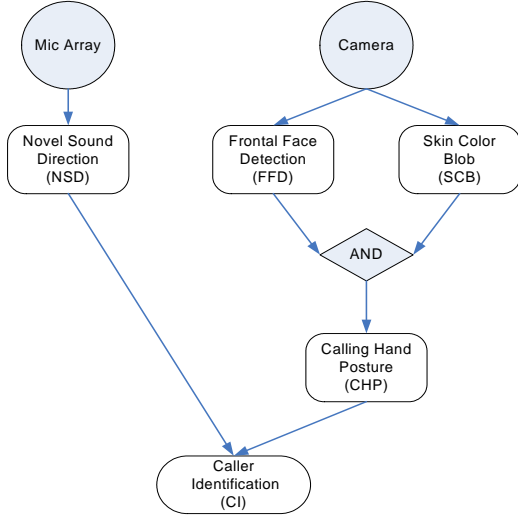 Mic Array
Camera
Novel Sound
Direction
(NSD)
Frontal Face
Detection
(FFD)
Skin Color
Blob
(SCB)
AND
Calling Hand
Posture
(CHP)
Caller
Identification
(CI)